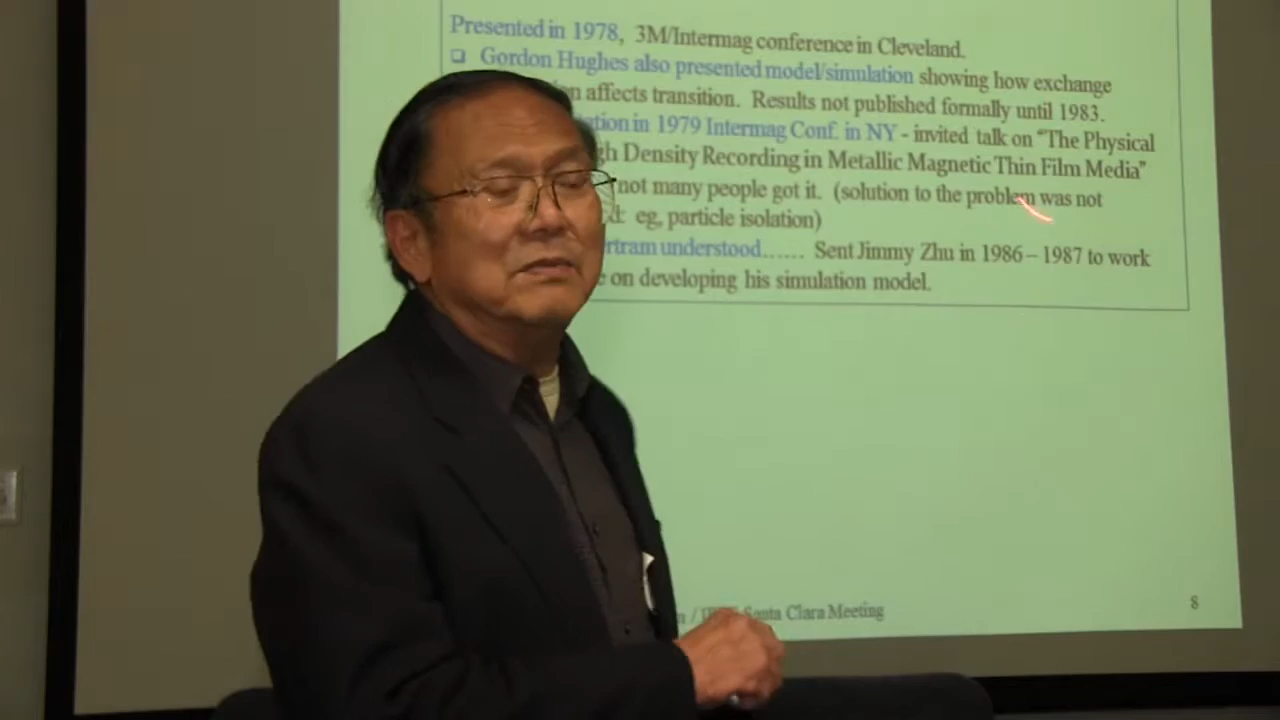 Presented in 1978, 3M/Intermag conference in Cleveland.
❑ Gordon Hughes also presented model/simulation showing how exchange
affects transition. Results not published formally until 1983.
in 1979 Intermag Conf. in NY - invited talk on “The Physical
Density Recording in Metallic Magnetic Thin Film Media”
not many people got it. (solution to the problem was not
eg, particle isolation)
understood…… Sent Jimmy Zhu in 1986 – 1987 to work
on developing his simulation model.
/ Santa Clara Meeting
8